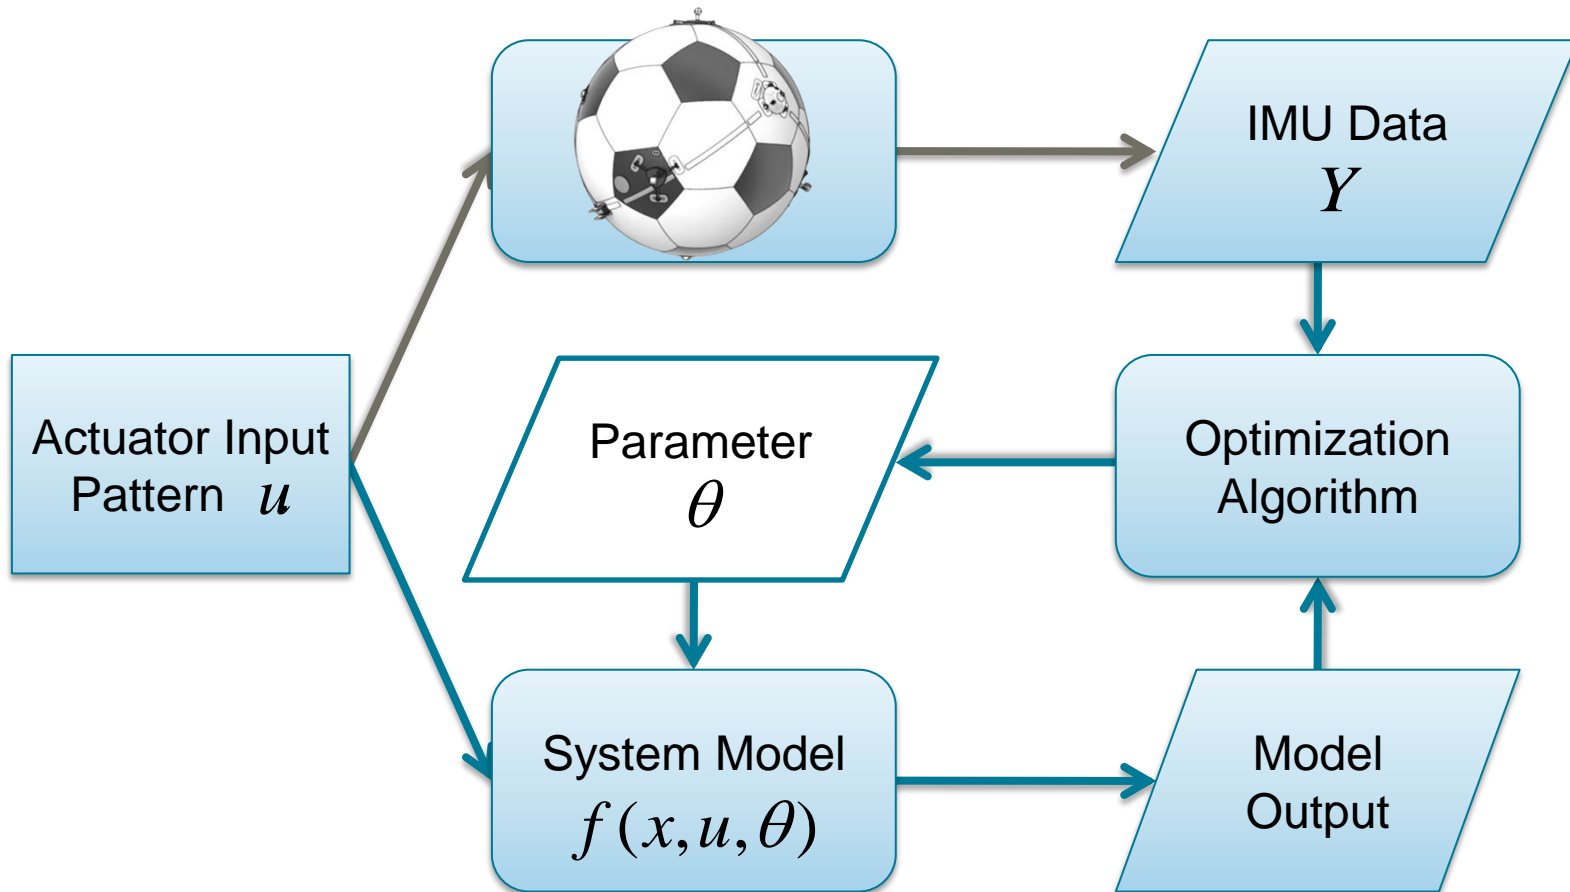 IMU Data
Y
Actuator Input
Pattern u
Parameter
θ
Optimization
Algorithm
System Model
f(x,u,θ)
Model
Output